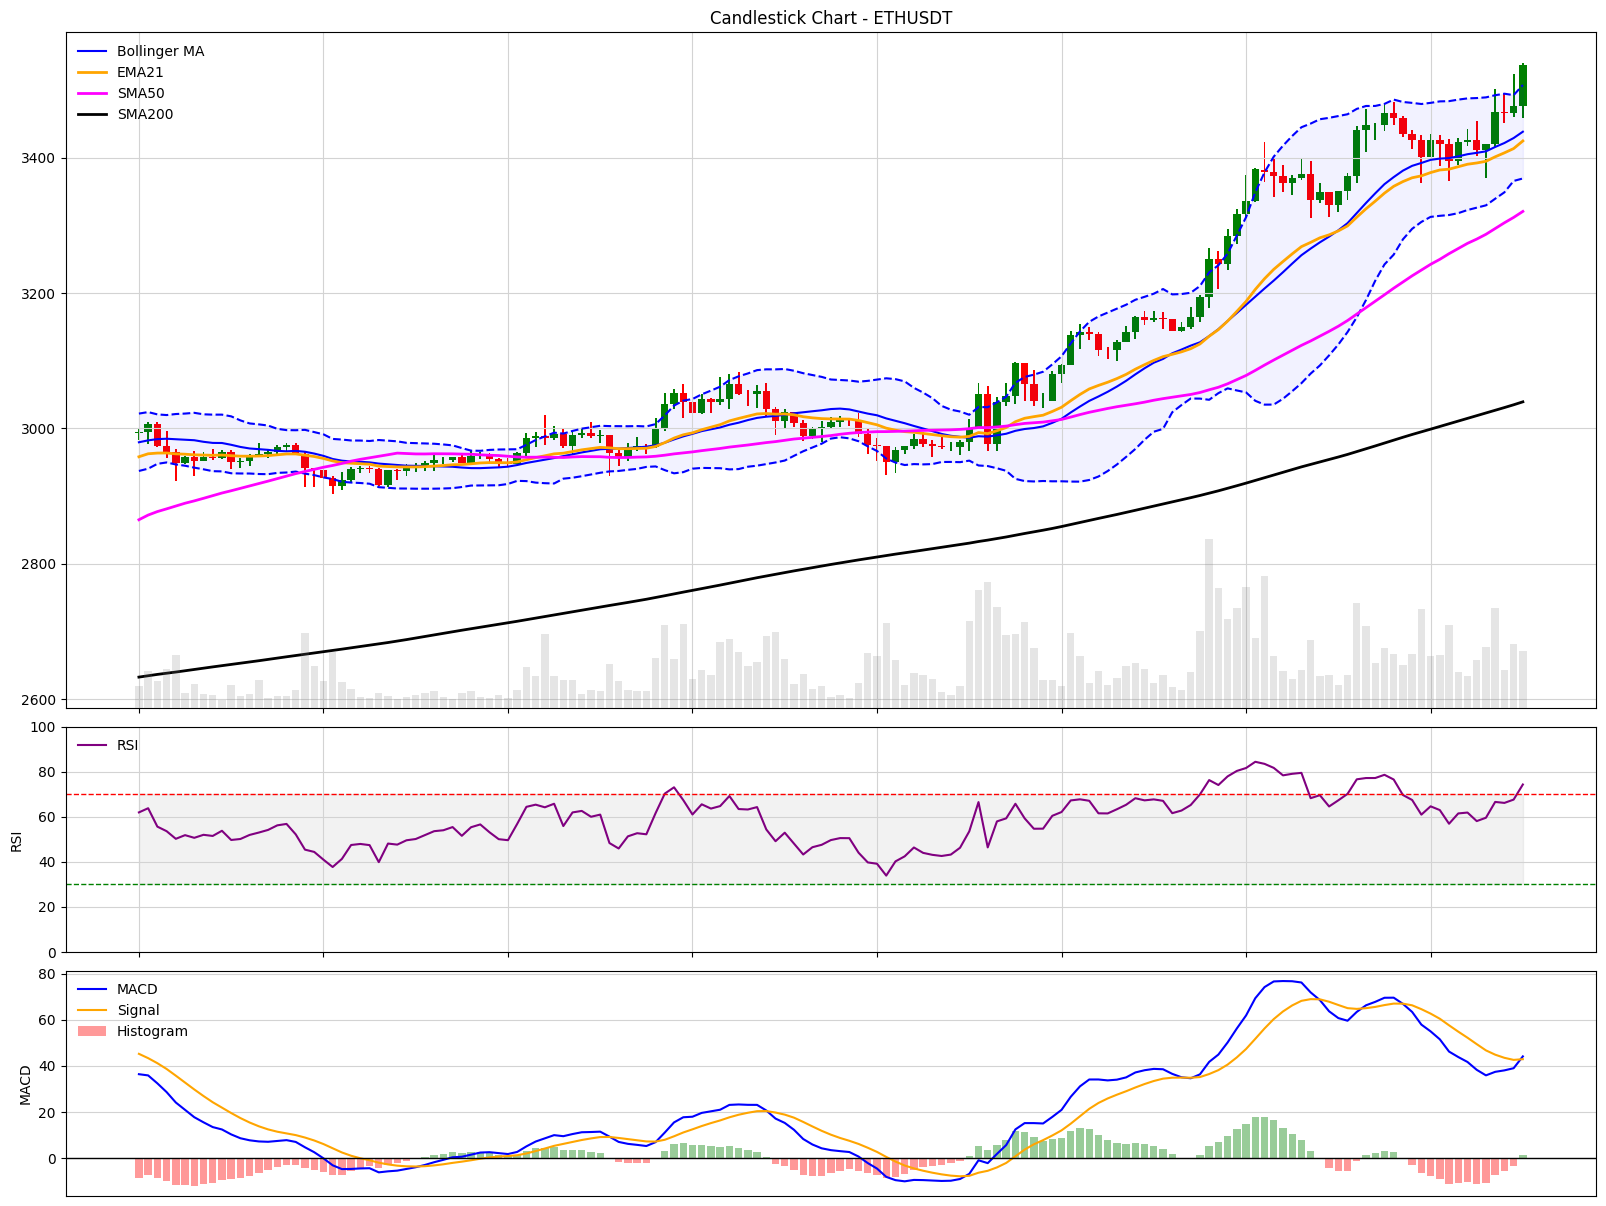 Candlestick Chart - ETHUSDT
Bollinger MA
EMA21
SMA50
SMA200
3400
3200
3000
2800
2600
100
80
60
40
20
0
RSI
RSI
80
60
40
20
0
MACD
MACD
Signal
Histogram